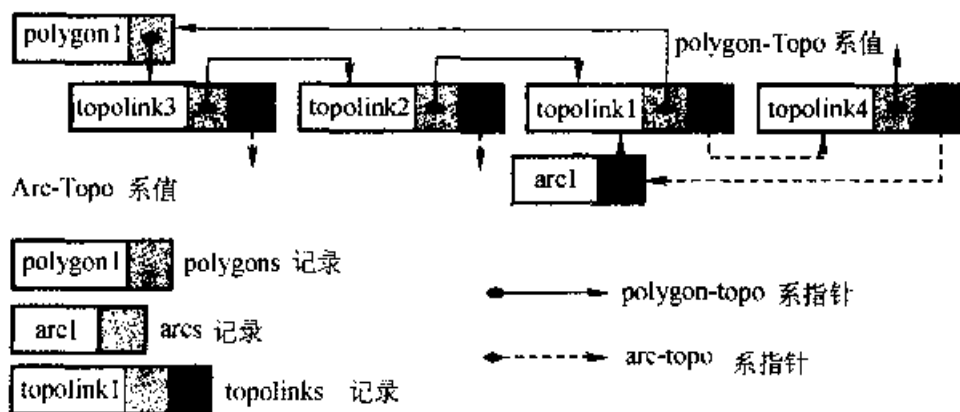 polygon1
polygon-Topo 系值
topolink3
topolink2
topolink1
topolink4
arc1
Arc-Topo 系值
polygon1 polygons 记录
polygon-topo 系指针
arc1 arcs 记录
arc-topo 系指针
topolink1 topolinks 记录